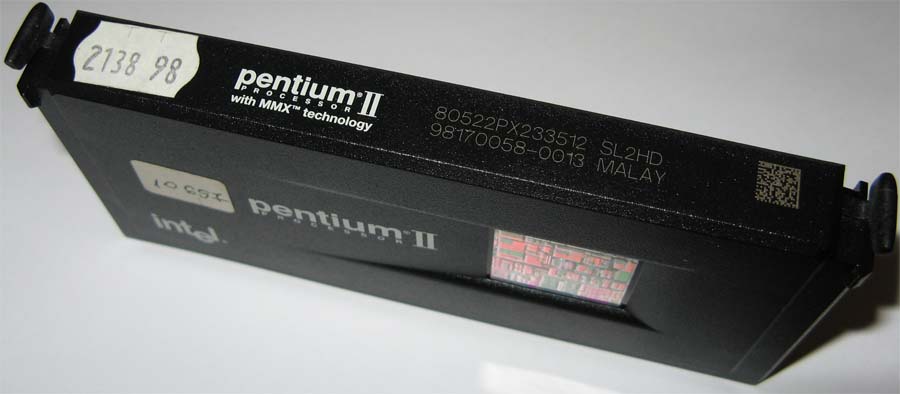 2138 98
pentium® II
PROCESSOR
with MMX™ technology
80522PX233512 SL2HD
98170058-0013 MALAY
pentium® II
PROCESSOR
intel®